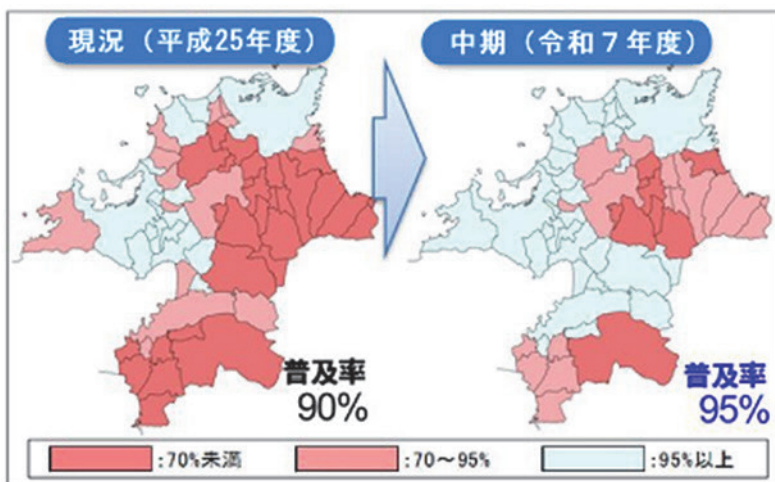 現況（平成25年度）
中期（令和７年度）
普及率
90%
普及率
95%
:70%未満
:70～95%
:95%以上